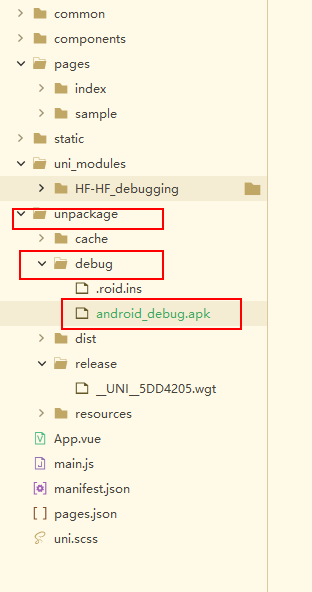 common
components
pages
index
sample
static
uni_modules
HF-HF_debugging
unpackage
cache
debug
.roid.ins
android_debug.apk
dist
release
__UNI__5DD4205.wgt
resources
App.vue
main.js
manifest.json
pages.json
uni.scss